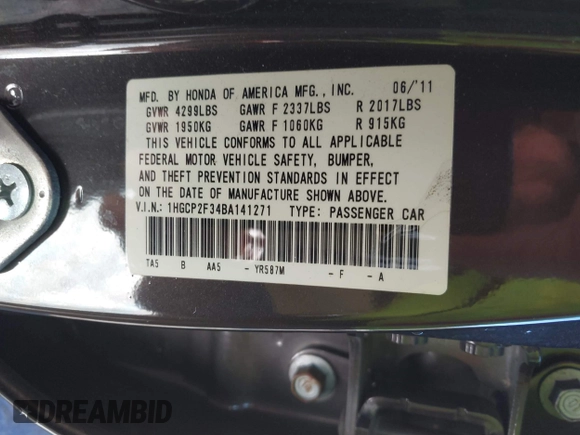 MFD. BY HONDA OF AMERICA MFG., INC. 06/'11
GVWR 4299LBS GAWR F 2337LBS R 2017LBS
GVWR 1950KG GAWR F 1060KG R 915KG
THIS VEHICLE CONFORMS TO ALL APPLICABLE
FEDERAL MOTOR VEHICLE SAFETY, BUMPER,
AND THEFT PREVENTION STANDARDS IN EFFECT
ON THE DATE OF MANUFACTURE SHOWN ABOVE.
V.I.N.: 1HGCP2F34BA141271 TYPE: PASSENGER CAR
TA5 B AA5 - YR587M - F - A
DREAMBID